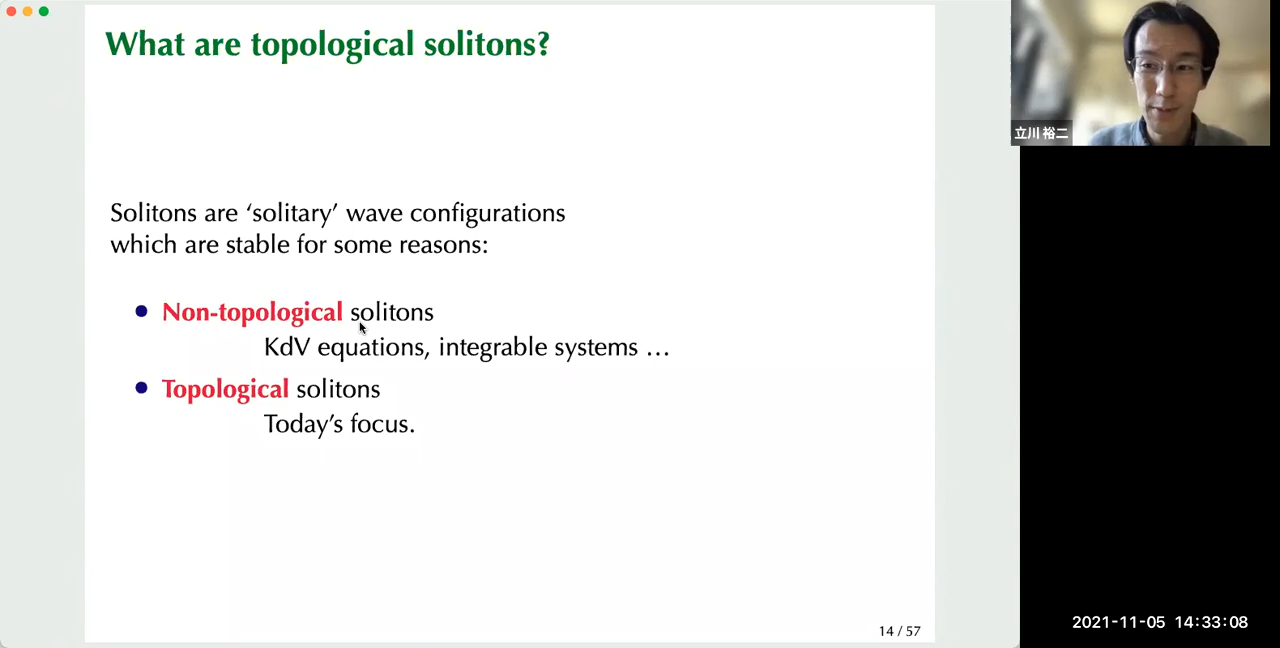 What are topological solitons?
Solitons are ‘solitary’ wave configurations
which are stable for some reasons:
• Non-topological solitons
KdV equations, integrable systems …
• Topological solitons
Today’s focus.
14 / 57
立川 裕二
2021-11-05 14:33:08